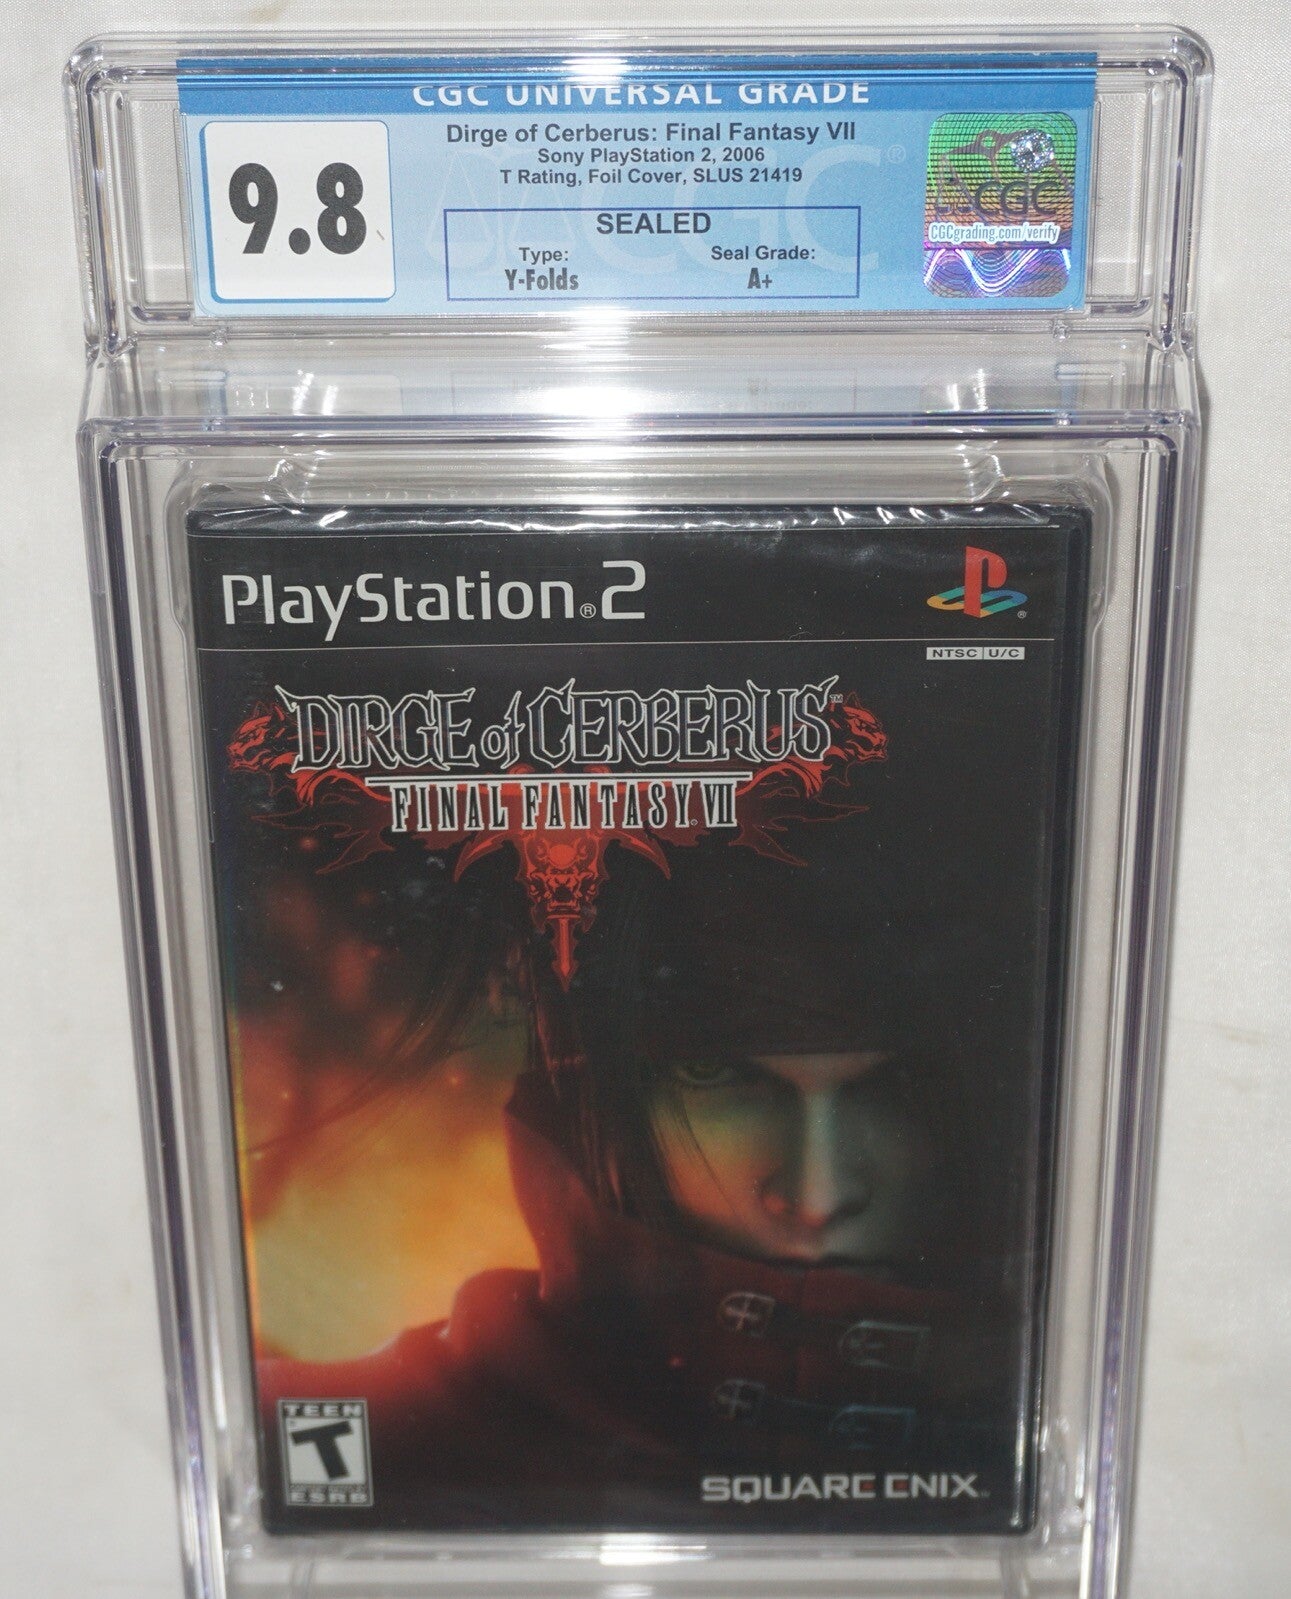 CGC UNIVERSAL GRADE
9.8
Dirge of Cerberus: Final Fantasy VII
Sony PlayStation 2, 2006
T Rating, Foil Cover, SLUS 21419
SEALED
Type: Seal Grade:
Y-Folds A+
CGC
CGCgrading.com/verify
PlayStation®2
NTSC U/C
DIRGE of CERBERUS™
FINAL FANTASY® VII
TEEN
T
ESRB
SQUARE ENIX™